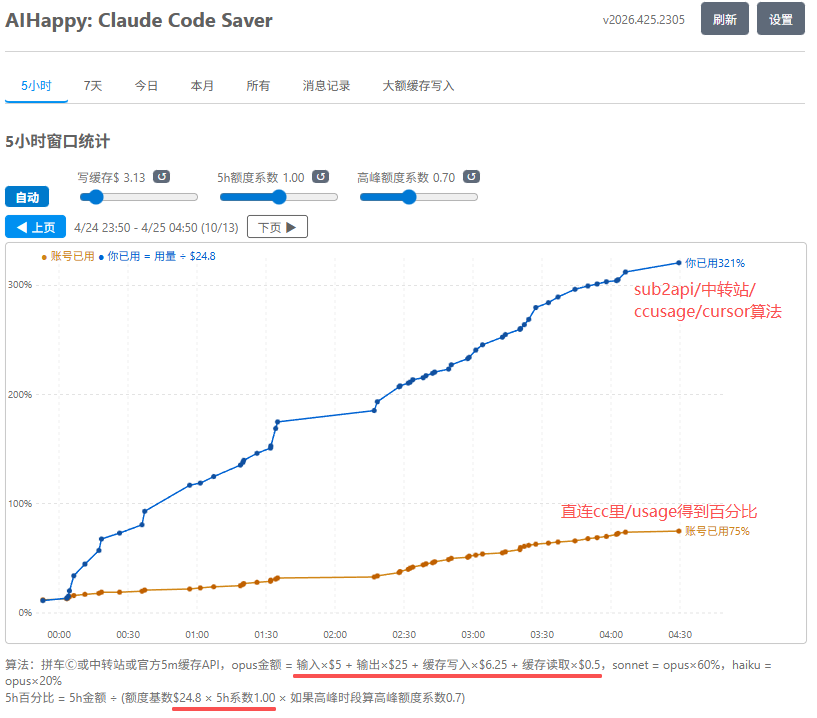 AIHappy: Claude Code Saver
v2026.425.2305
刷新
设置
5小时
7天
今日
本月
所有
消息记录
大额缓存写入
5小时窗口统计
自动
写缓存$ 3.13 ↺
5h额度系数 1.00 ↺
高峰额度系数 0.70 ↺
◀ 上页
4/24 23:50 - 4/25 04:50 (10/13)
下页 ▶
● 账号已用 ● 你已用 = 用量 ÷ $24.8
你已用321%
300%
sub2api/中转站/
ccusage/cursor算法
200%
100%
直连cc里/usage得到百分比
账号已用75%
0%
00:00 00:30 01:00 01:30 02:00 02:30 03:00 03:30 04:00 04:30
算法：拼车Ⓒ或中转站或官方5m缓存API，opus金额 = 输入×$5 + 输出×$25 + 缓存写入×$6.25 + 缓存读取×$0.5，sonnet = opus×60%，haiku =
opus×20%
5h百分比 = 5h金额 ÷ (额度基数$24.8 × 5h系数1.00 × 如果高峰时段算高峰额度系数0.7)